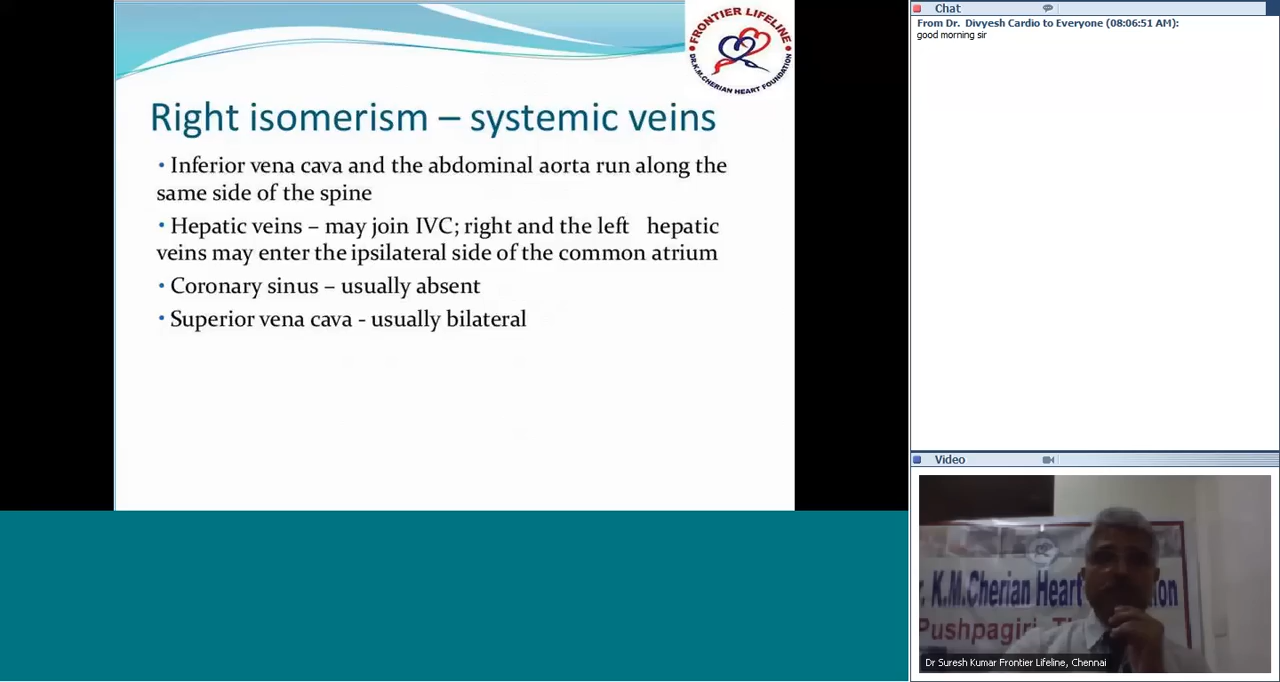 FRONTIER LIFELINE
DR.K.M.CHERIAN HEART FOUNDATION
Right isomerism – systemic veins
• Inferior vena cava and the abdominal aorta run along the
same side of the spine
• Hepatic veins – may join IVC; right and the left hepatic
veins may enter the ipsilateral side of the common atrium
• Coronary sinus – usually absent
• Superior vena cava - usually bilateral
Chat
From Dr. Divyesh Cardio to Everyone (08:06:51 AM):
good morning sir
Video
K.M.Cherian Heart
Pushpagiri,
Dr Suresh Kumar Frontier Lifeline, Chennai